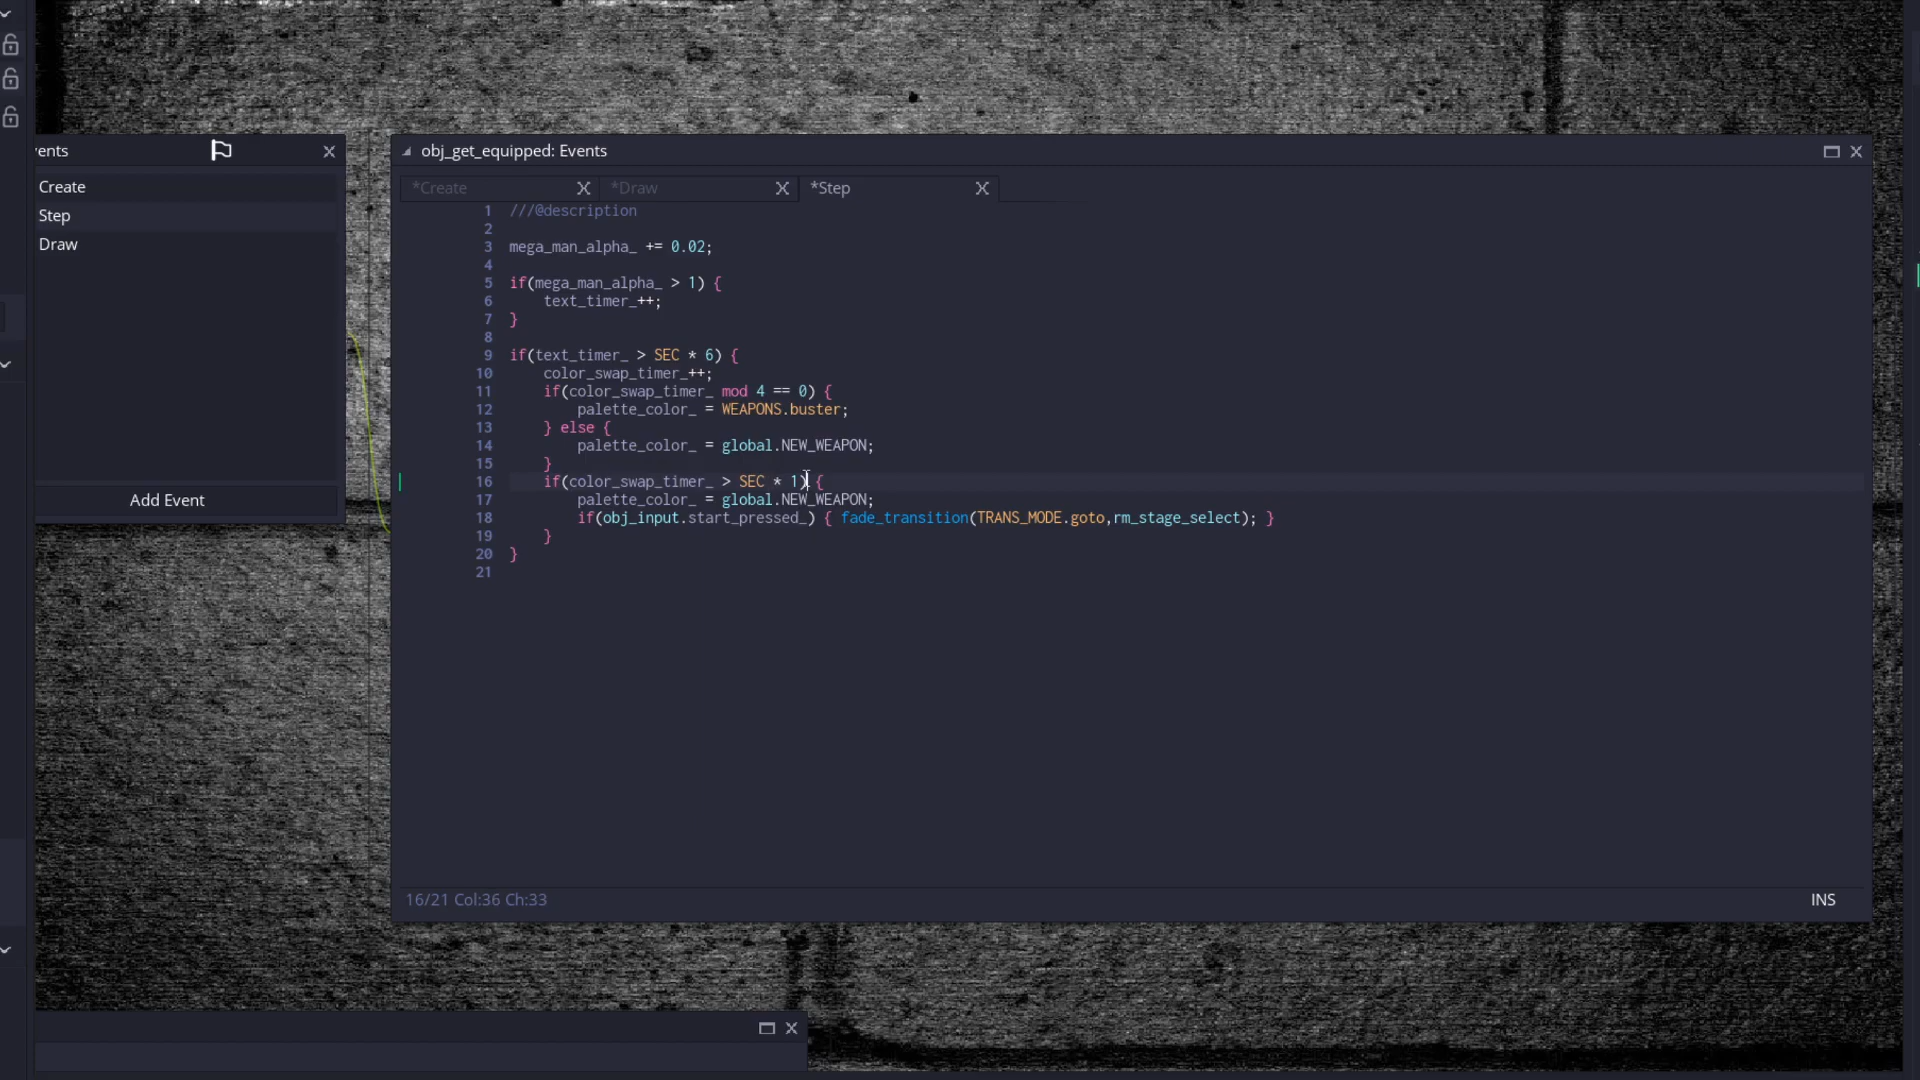 vents
Create
Step
Draw
Add Event
obj_get_equipped: Events
*Create
*Draw
*Step
1 ///@description
2
3 mega_man_alpha_ += 0.02;
4
5 if(mega_man_alpha_ > 1) {
6     text_timer_++;
7 }
8
9 if(text_timer_ > SEC * 6) {
10     color_swap_timer_++;
11     if(color_swap_timer_ mod 4 == 0) {
12         palette_color_ = WEAPONS.buster;
13     } else {
14         palette_color_ = global.NEW_WEAPON;
15     }
16     if(color_swap_timer_ > SEC * 1) {
17         palette_color_ = global.NEW_WEAPON;
18         if(obj_input.start_pressed_) { fade_transition(TRANS_MODE.goto,rm_stage_select); }
19     }
20 }
21
16/21 Col:36 Ch:33
INS